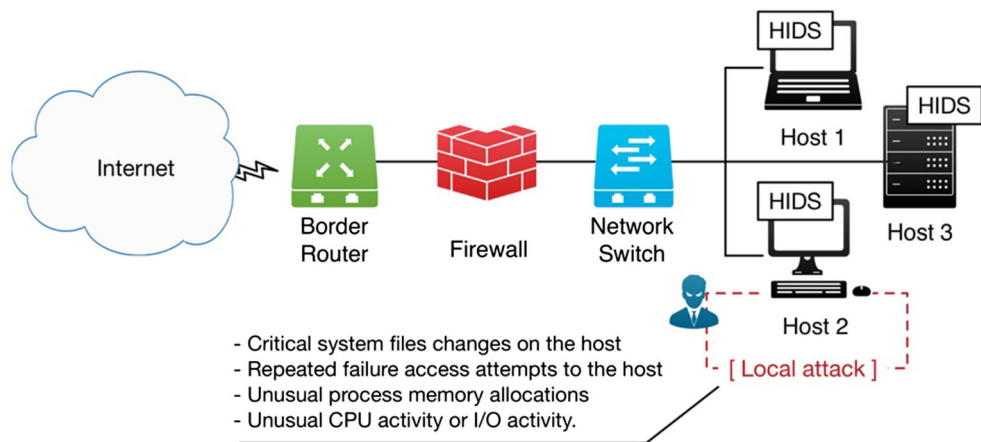 Internet
Border
Router
Firewall
Network
Switch
HIDS
Host 1
HIDS
Host 3
HIDS
Host 2
[ Local attack ]
- Critical system files changes on the host
- Repeated failure access attempts to the host
- Unusual process memory allocations
- Unusual CPU activity or I/O activity.